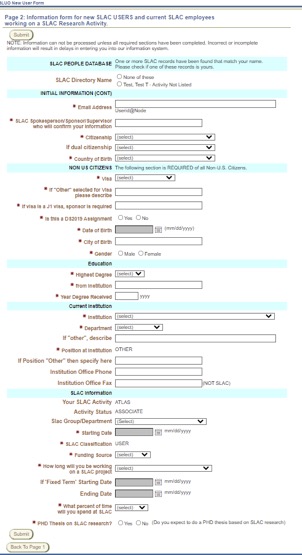 SLUO New User Form
Page 2: Information form for new SLAC USERS and current SLAC employees
working on a SLAC Research Activity.
Submit
NOTE: Information can not be processed unless all required sections have been completed. Incorrect or incomplete
information will result in delays in entering you into our information system.
SLAC PEOPLE DATABASE One or more SLAC records have been found that match your name.
Please check if one of these records is yours.
SLAC Directory Name None of these
Test, Test T - Activity Not Listed
INITIAL INFORMATION (CONT)
* Email Address
Userid@Node
* SLAC Spokesperson/Sponsor/Supervisor
who will confirm your information
* Citizenship (select)
If dual citizenship (select)
* Country of Birth (select)
NON US CITIZENS The following section is REQUIRED of all Non-U.S. Citizens.
* Visa (select)
* If "Other" selected for Visa
please describe
* If visa is a J1 visa, sponsor is required
* Is this a DS2019 Assignment Yes No
* Date of Birth (mm/dd/yyyy)
* City of Birth
* Gender Male Female
Education
* Highest Degree (select)
* from Institution
* Year Degree Received yyyy
Current Institution
* Institution (select)
* Department (select)
If "other", describe
* Position at Institution OTHER
If Position "Other" then specify here
Institution Office Phone
Institution Office Fax (NOT SLAC)
SLAC Information
Your SLAC Activity ATLAS
Activity Status ASSOCIATE
Slac Group/Department (Select)
* Starting Date mm/dd/yyyy
* SLAC Classification USER
* Funding Source (select)
* How long will you be working
on a SLAC project (select)
If 'Fixed Term' Starting Date mm/dd/yyyy
Ending Date mm/dd/yyyy
* What percent of time
will you spend at SLAC (select)
* PHD Thesis on SLAC research? Yes No (Do you expect to do a PHD thesis based on SLAC research)
Submit
Back To Page 1